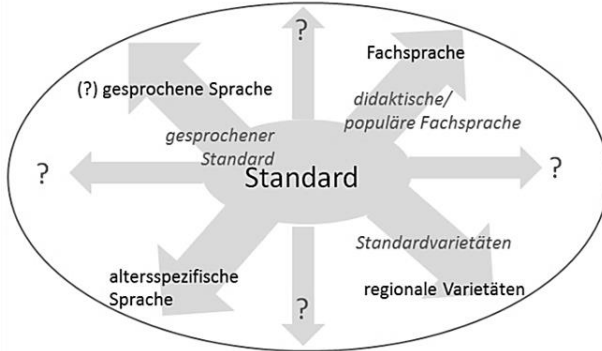 ?
Fachsprache
(?) gesprochene Sprache
didaktische/
populäre Fachsprache
gesprochener
Standard
?
Standard
?
Standardvarietäten
altersspezifische
Sprache
regionale Varietäten
?